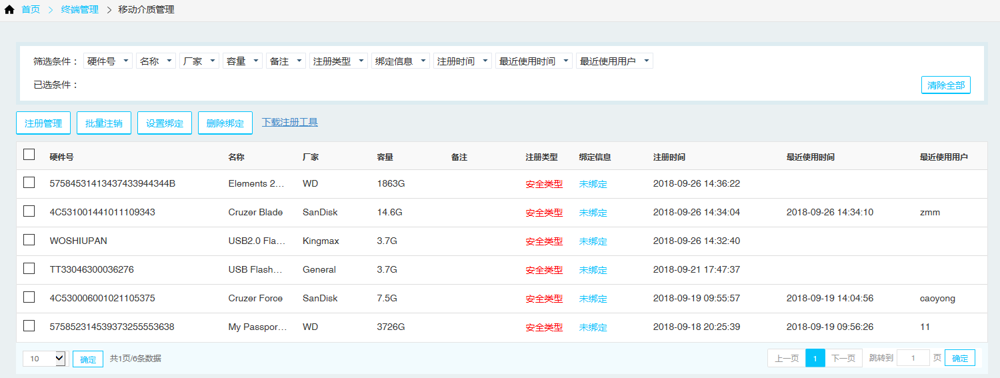 首页 > 终端管理 > 移动介质管理
筛选条件： 硬件号 名称 厂家 容量 备注 注册类型 绑定信息 注册时间 最近使用时间 最近使用用户
已选条件： 清除全部
注册管理 批量注销 设置绑定 删除绑定 下载注册工具
硬件号 名称 厂家 容量 备注 注册类型 绑定信息 注册时间 最近使用时间 最近使用用户
57584531413437433944344B Elements 2... WD 1863G 安全类型 未绑定 2018-09-26 14:36:22
4C531001441011109343 Cruzer Blade SanDisk 14.6G 安全类型 未绑定 2018-09-26 14:34:04 2018-09-26 14:34:10 zmm
WOSHIUPAN USB2.0 Fla... Kingmax 3.7G 安全类型 未绑定 2018-09-26 14:32:40
TT33046300036276 USB Flash... General 3.7G 安全类型 未绑定 2018-09-21 17:47:37
4C530006001021105375 Cruzer Force SanDisk 7.5G 安全类型 未绑定 2018-09-19 09:55:57 2018-09-19 14:04:56 caoyong
575852314539373255553638 My Passpor... WD 3726G 安全类型 未绑定 2018-09-18 20:25:39 2018-09-19 09:56:26 11
10 确定 共1页/6条数据 上一页 1 下一页 跳转到 1 页 确定